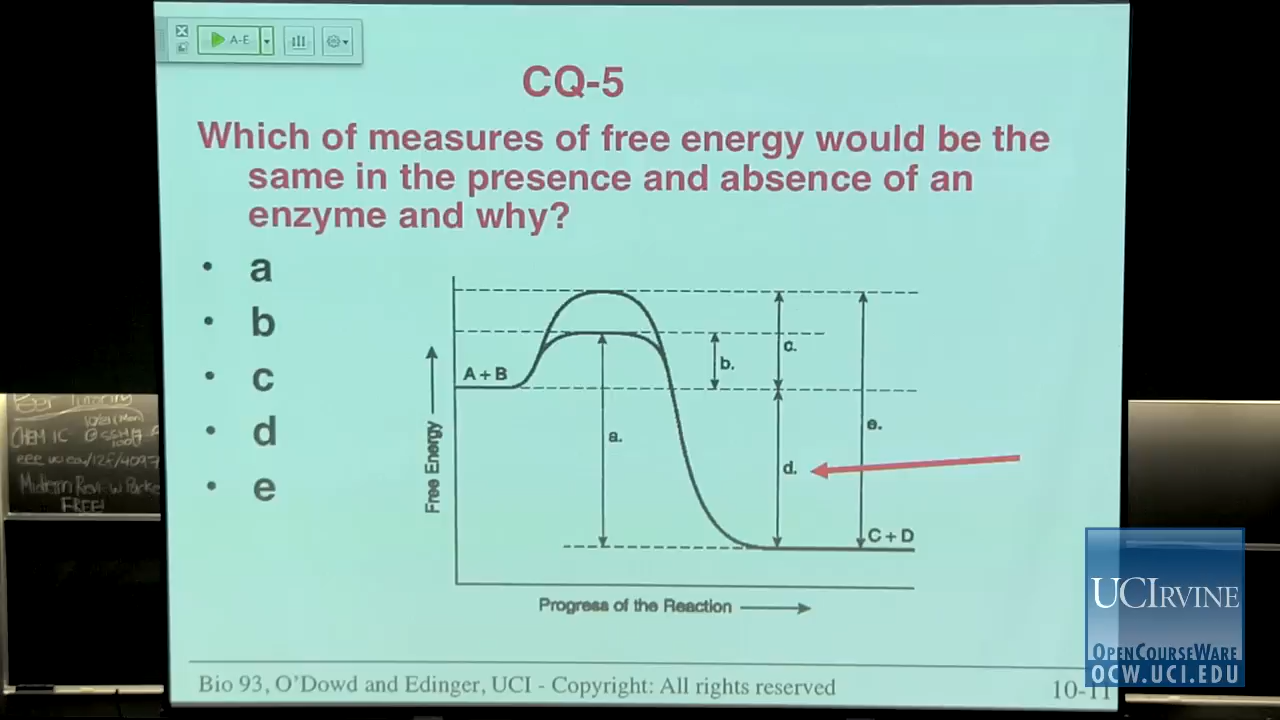 A-E
CQ-5
Which of measures of free energy would be the
same in the presence and absence of an
enzyme and why?
• a
• b
• c
• d
• e
A + B
a.
b.
c.
d.
e.
C + D
Free Energy
Progress of the Reaction
CHEM 1C
FREE!
Bio 93, O'Dowd and Edinger, UCI - Copyright: All rights reserved
10-11
UCIRVINE
OPENCOURSEWARE
OCW.UCI.EDU